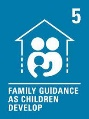 5
FAMILY GUIDANCE
AS CHILDREN
DEVELOP